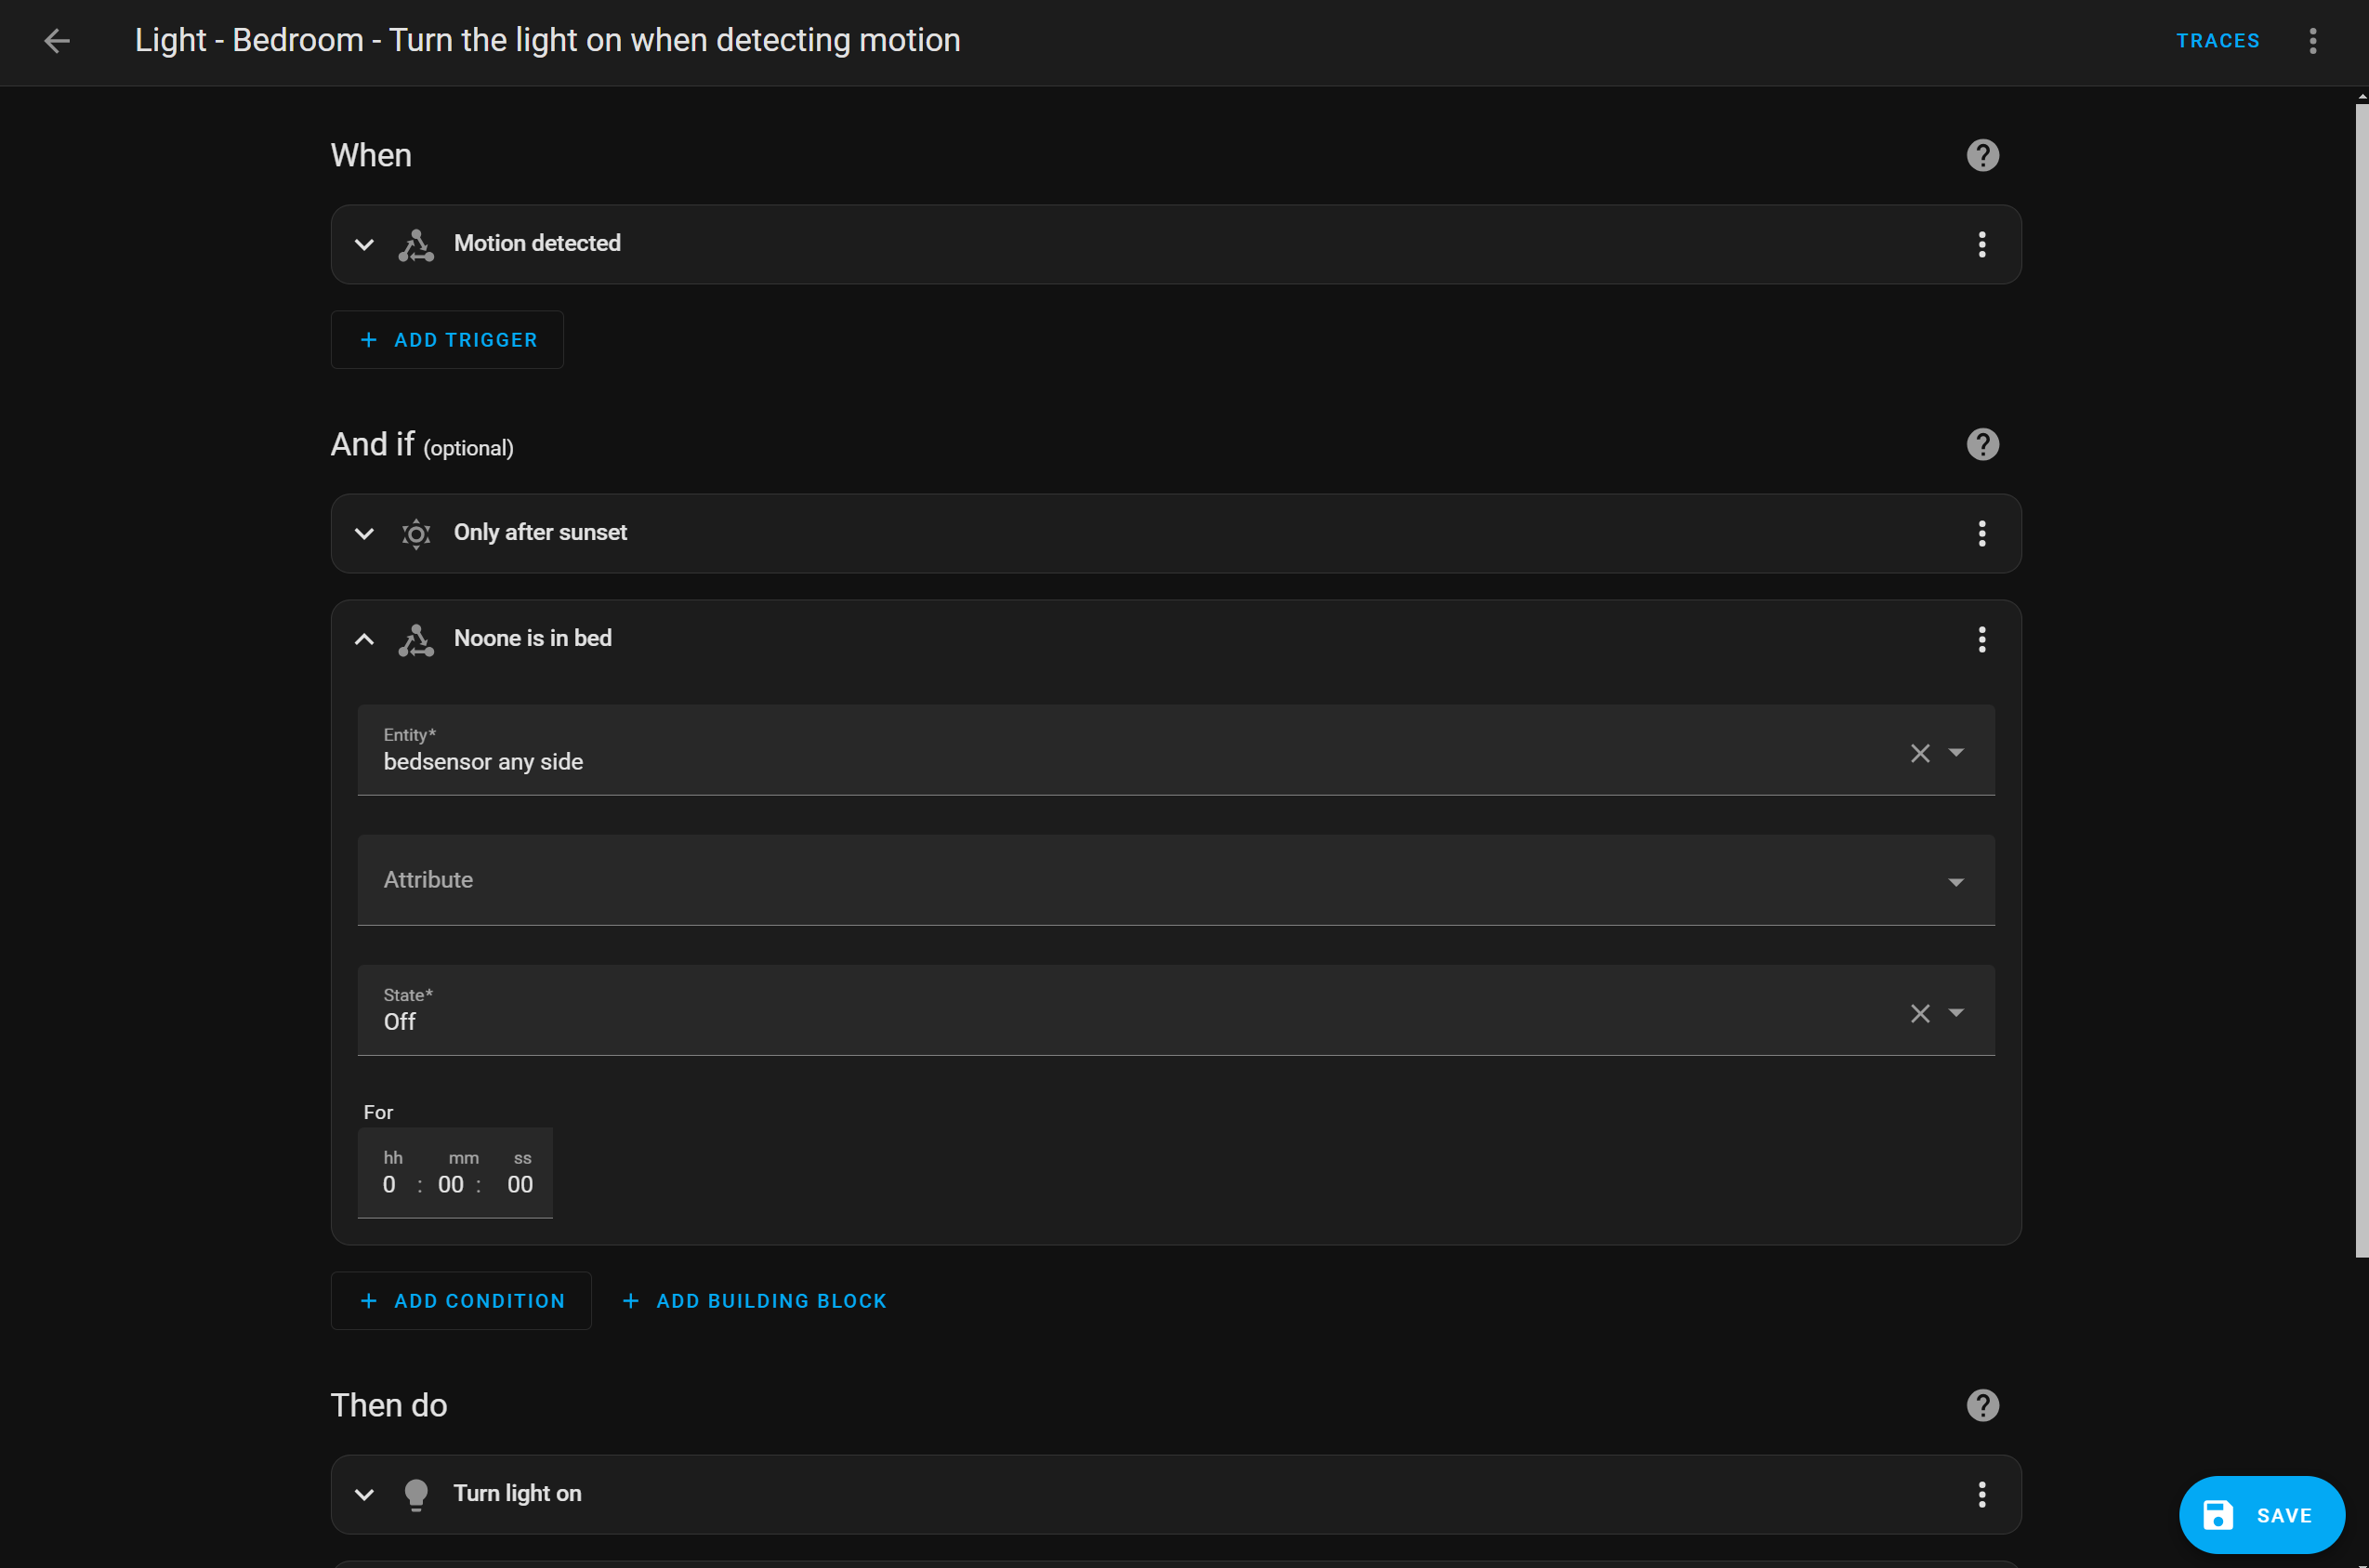 Light - Bedroom - Turn the light on when detecting motion
TRACES
When
Motion detected
+ ADD TRIGGER
And if (optional)
Only after sunset
Noone is in bed
Entity*
bedsensor any side
Attribute
State*
Off
For
hh mm ss
0 : 00 : 00
+ ADD CONDITION + ADD BUILDING BLOCK
Then do
Turn light on
SAVE